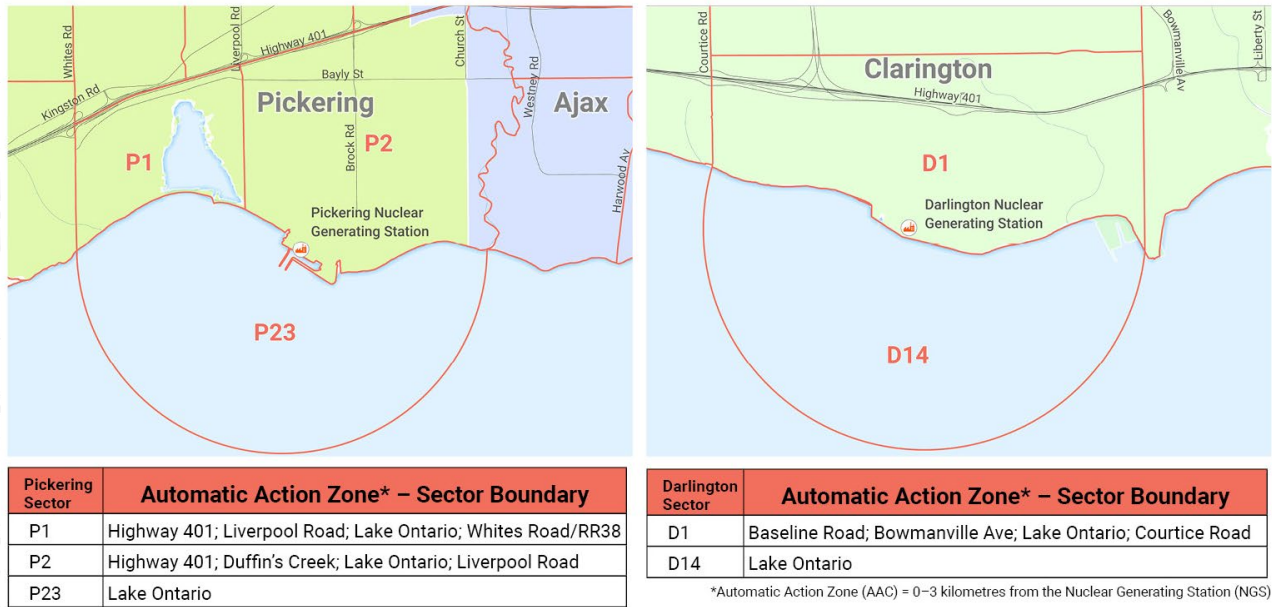 Whites Rd
Liverpool Rd
Highway 401
Church St
Kingston Rd
Bayly St
Westney Rd
Pickering
Ajax
Brock Rd
P1
P2
Harwood Av
Pickering Nuclear
Generating Station
P23
Courtice Rd
Bowmanville Av
Liberty St
Clarington
Highway 401
D1
Darlington Nuclear
Generating Station
D14
Pickering Sector | Automatic Action Zone* – Sector Boundary
P1 | Highway 401; Liverpool Road; Lake Ontario; Whites Road/RR38
P2 | Highway 401; Duffin’s Creek; Lake Ontario; Liverpool Road
P23 | Lake Ontario
Darlington Sector | Automatic Action Zone* – Sector Boundary
D1 | Baseline Road; Bowmanville Ave; Lake Ontario; Courtice Road
D14 | Lake Ontario
*Automatic Action Zone (AAC) = 0–3 kilometres from the Nuclear Generating Station (NGS)